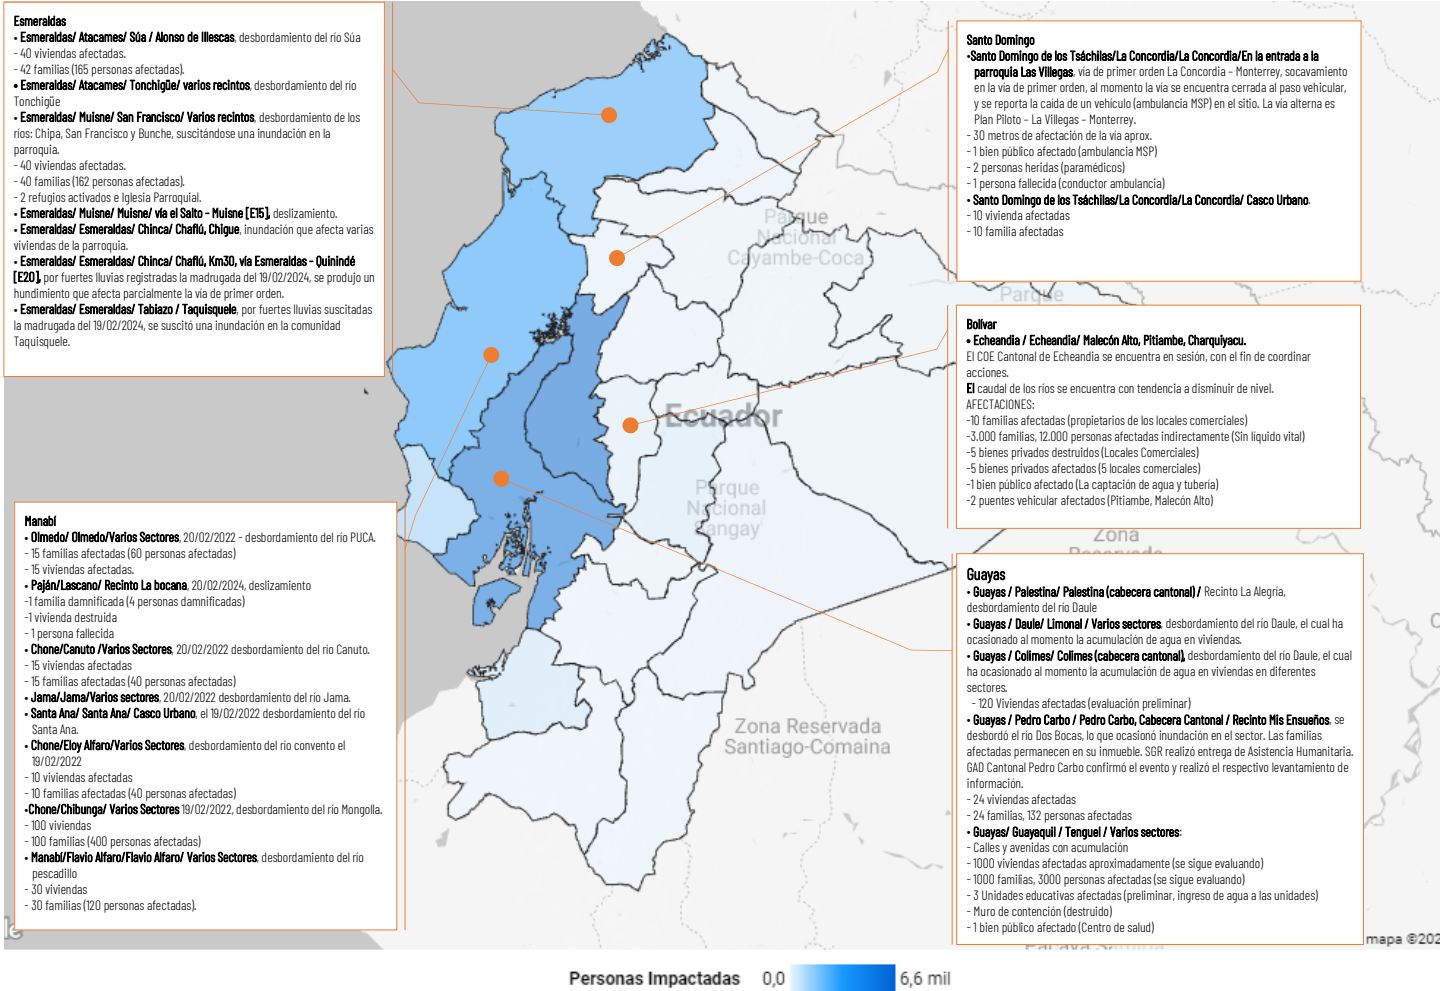 Esmeraldas
• Esmeraldas/ Atacames/ Súa / Alonso de Illescas, desbordamiento del río Súa
- 40 viviendas afectadas.
- 42 familias (165 personas afectadas).
• Esmeraldas/ Atacames/ Tonchigüe/ varios recintos, desbordamiento del río
Tonchigüe
• Esmeraldas/ Muisne/ San Francisco/ Varios recintos, desbordamiento de los
ríos: Chipa, San Francisco y Bunche, suscitándose una inundación en la
parroquia.
- 40 viviendas afectadas.
- 40 familias (162 personas afectadas).
- 2 refugios activados e Iglesia Parroquial.
• Esmeraldas/ Muisne/ Muisne/ vía el Salto - Muisne [E15], deslizamiento.
• Esmeraldas/ Esmeraldas/ Chinca/ Chaflú, Chigue, inundación que afecta varias
viviendas de la parroquia.
• Esmeraldas/ Esmeraldas/ Chinca/ Chaflú, Km30, vía Esmeraldas - Quinindé
[E20], por fuertes lluvias registradas la madrugada del 19/02/2024, se produjo un
hundimiento que afecta parcialmente la vía de primer orden.
• Esmeraldas/ Esmeraldas/ Tabiazo / Taquisquele, por fuertes lluvias suscitadas
la madrugada del 19/02/2024, se suscitó una inundación en la comunidad
Taquisquele.
Manabí
• Olmedo/ Olmedo/Varios Sectores, 20/02/2022 - desbordamiento del río PUCA.
- 15 familias afectadas (60 personas afectadas)
- 15 viviendas afectadas.
• Paján/Lascano/ Recinto La bocana, 20/02/2024, deslizamiento
-1 familia damnificada (4 personas damnificadas)
-1 vivienda destruida
- 1 persona fallecida
• Chone/Canuto /Varios Sectores, 20/02/2022 desbordamiento del río Canuto.
- 15 viviendas afectadas
- 15 familias afectadas (40 personas afectadas)
• Jama/Jama/Varios sectores, 20/02/2022 desbordamiento del río Jama.
• Santa Ana/ Santa Ana/ Casco Urbano, el 19/02/2022 desbordamiento del río
Santa Ana.
• Chone/Eloy Alfaro/Varios Sectores, desbordamiento del río convento el
19/02/2022
- 10 viviendas afectadas
- 10 familias afectadas (40 personas afectadas)
•Chone/Chibunga/ Varios Sectores 19/02/2022, desbordamiento del río Mongolla.
- 100 viviendas
- 100 familias (400 personas afectadas)
• Manabí/Flavio Alfaro/Flavio Alfaro/ Varios Sectores, desbordamiento del río
pescadillo
- 30 viviendas
- 30 familias (120 personas afectadas).
Santo Domingo
•Santo Domingo de los Tsáchilas/La Concordia/La Concordia/En la entrada a la
parroquia Las Villegas, vía de primer orden La Concordia – Monterrey, socavamiento
en la vía de primer orden, al momento la vía se encuentra cerrada al paso vehicular,
y se reporta la caída de un vehículo (ambulancia MSP) en el sitio. La vía alterna es
Plan Piloto – La Villegas – Monterrey.
- 30 metros de afectación de la vía aprox.
- 1 bien público afectado (ambulancia MSP)
- 2 personas heridas (paramédicos)
- 1 persona fallecida (conductor ambulancia)
• Santo Domingo de los Tsáchilas/La Concordia/La Concordia/ Casco Urbano.
- 10 vivienda afectadas
- 10 familia afectadas
Bolívar
• Echeandia / Echeandia/ Malecón Alto, Pitiambe, Charquiyacu.
El COE Cantonal de Echeandia se encuentra en sesión, con el fin de coordinar
acciones.
El caudal de los ríos se encuentra con tendencia a disminuir de nivel.
AFECTACIONES:
-10 familias afectadas (propietarios de los locales comerciales)
-3.000 familias, 12.000 personas afectadas indirectamente (Sin líquido vital)
-5 bienes privados destruidos (Locales Comerciales)
-5 bienes privados afectados (5 locales comerciales)
-1 bien público afectado (La captación de agua y tubería)
-2 puentes vehicular afectados (Pitiambe, Malecón Alto)
Guayas
• Guayas / Palestina/ Palestina (cabecera cantonal) / Recinto La Alegría,
desbordamiento del río Daule
• Guayas / Daule/ Limonal / Varios sectores, desbordamiento del río Daule, el cual ha
ocasionado al momento la acumulación de agua en viviendas.
• Guayas / Colimes/ Colimes (cabecera cantonal), desbordamiento del río Daule, el cual
ha ocasionado al momento la acumulación de agua en viviendas en diferentes
sectores.
- 120 Viviendas afectadas (evaluación preliminar)
• Guayas / Pedro Carbo / Pedro Carbo, Cabecera Cantonal / Recinto Mis Ensueños, se
desbordó el río Dos Bocas, lo que ocasionó inundación en el sector. Las familias
afectadas permanecen en su inmueble. SGR realizó entrega de Asistencia Humanitaria.
GAD Cantonal Pedro Carbo confirmó el evento y realizó el respectivo levantamiento de
información.
- 24 viviendas afectadas
- 24 familias, 132 personas afectadas
• Guayas/ Guayaquil / Tenguel / Varios sectores:
- Calles y avenidas con acumulación
- 1000 viviendas afectadas aproximadamente (se sigue evaluando)
- 1000 familias, 3000 personas afectadas (se sigue evaluando)
- 3 Unidades educativas afectadas (preliminar, ingreso de agua a las unidades)
- Muro de contención (destruido)
- 1 bien público afectado (Centro de salud)
Parque
Nacional
Cayambe-Coca
Parque
Ecuador
Parque
Nacional
Sangay
Zona
Zona Reservada
Santiago-Comaina
mapa ©202
Personas Impactadas 0,0 6,6 mil